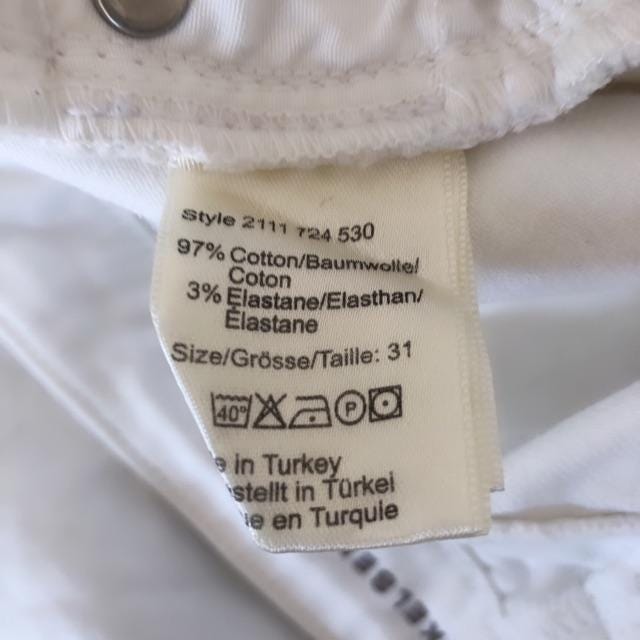 Style 2111 724 530
97% Cotton/Baumwolle/
Coton
3% Elastane/Elasthan/
Élastane
Size/Grösse/Taille: 31
40° P
in Turkey
stellt in Türkei
en Turquie